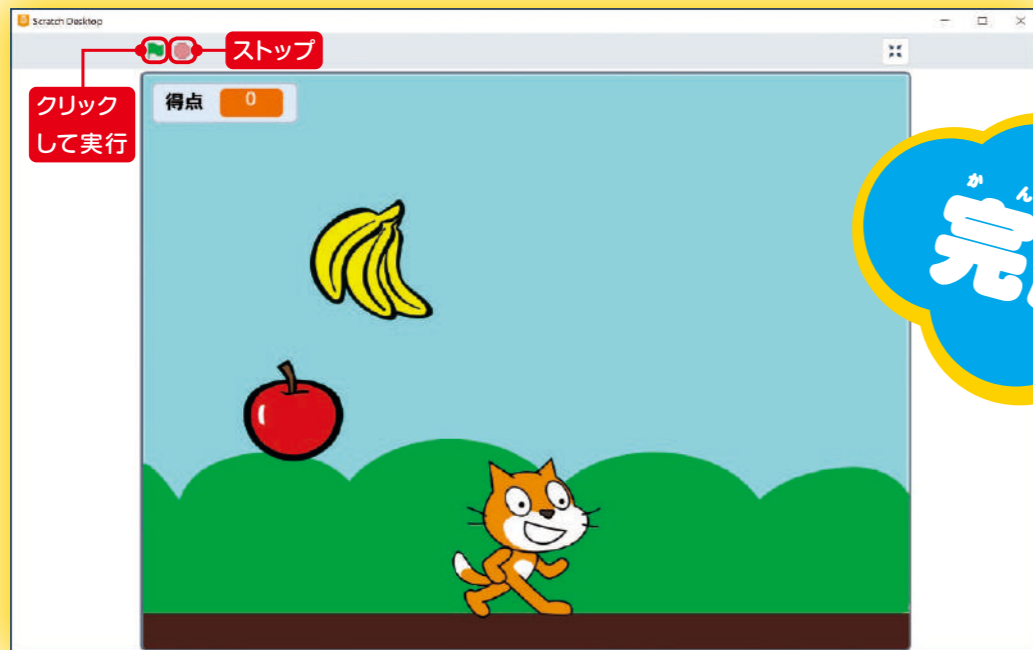 Scratch Desktop
ストップ
クリック
して実行
得点 0
かん
完